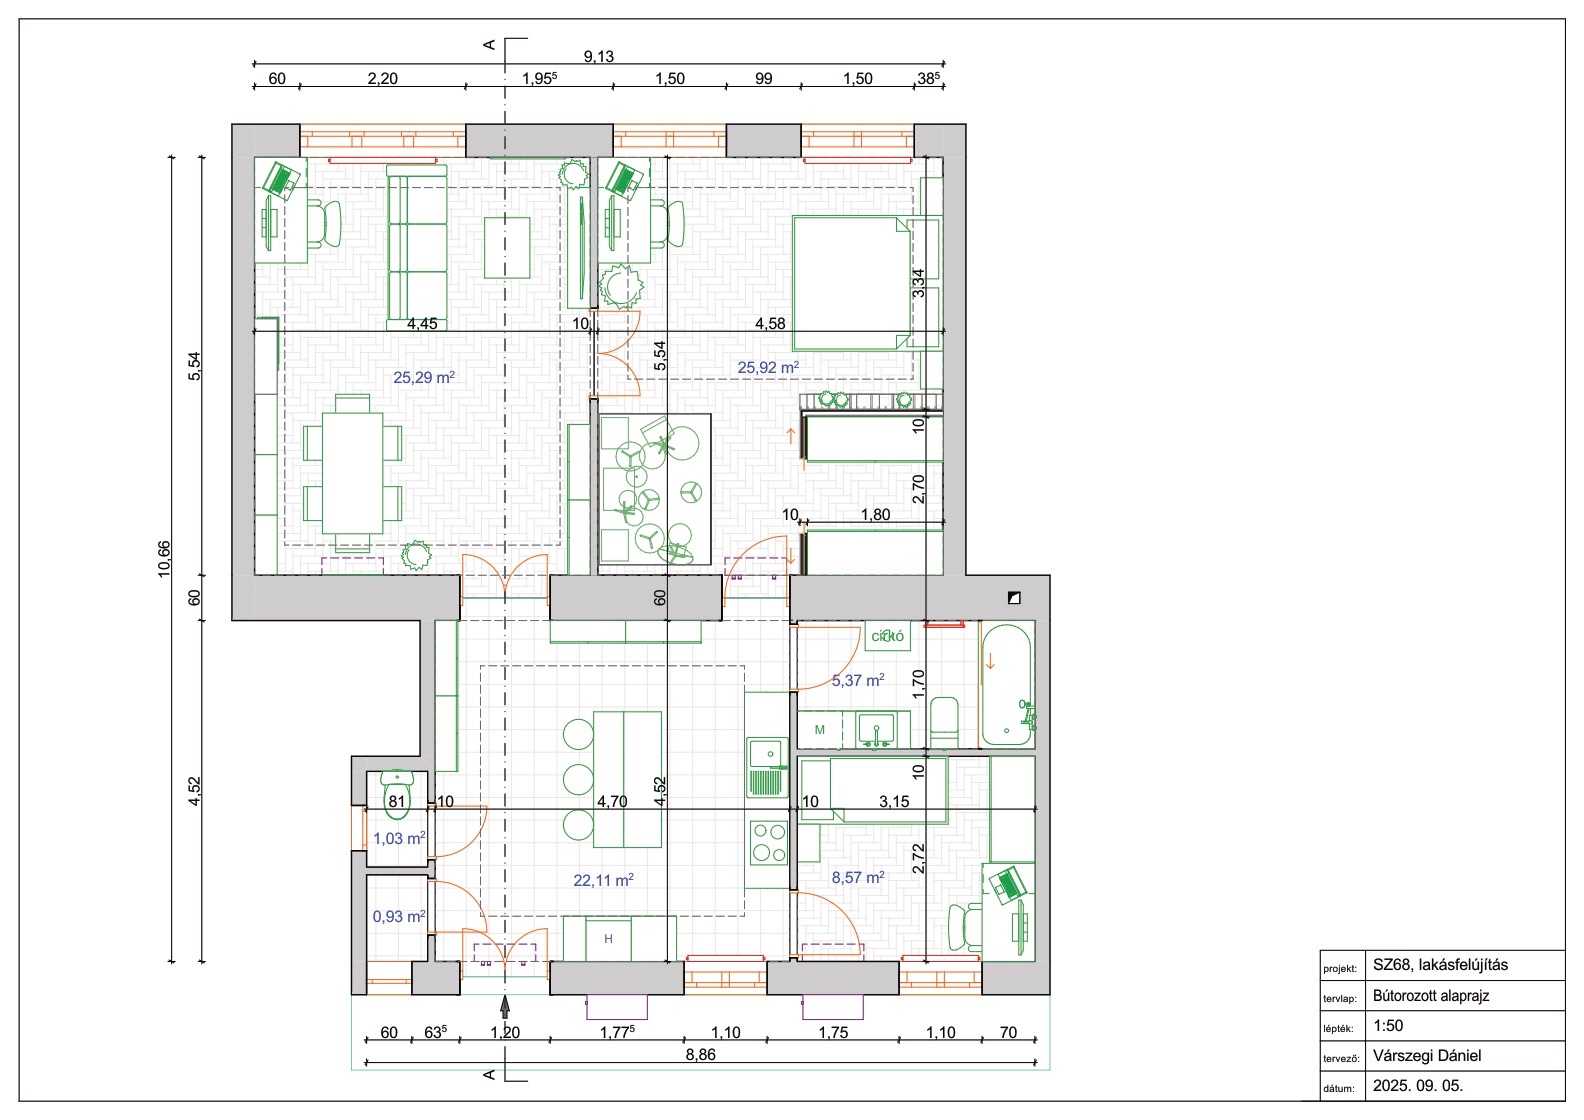 A
9,13
60 2,20 1,95⁵ 1,50 99 1,50 38⁵
3,34
4,45 10 4,58
5,54
5,54
25,29 m²
25,92 m²
10
2,70
10 1,80
10,66
60
60
cirkó
5,37 m²
1,70
M
4,52
4,52
10
81 10 4,70 10 3,15
1,03 m²
2,72
22,11 m²
8,57 m²
0,93 m²
H
60 63⁵ 1,20 1,77⁵ 1,10 1,75 1,10 70
8,86
A
projekt: SZ68, lakásfelújítás
tervlap: Bútorozott alaprajz
lépték: 1:50
tervező: Várszegi Dániel
dátum: 2025. 09. 05.